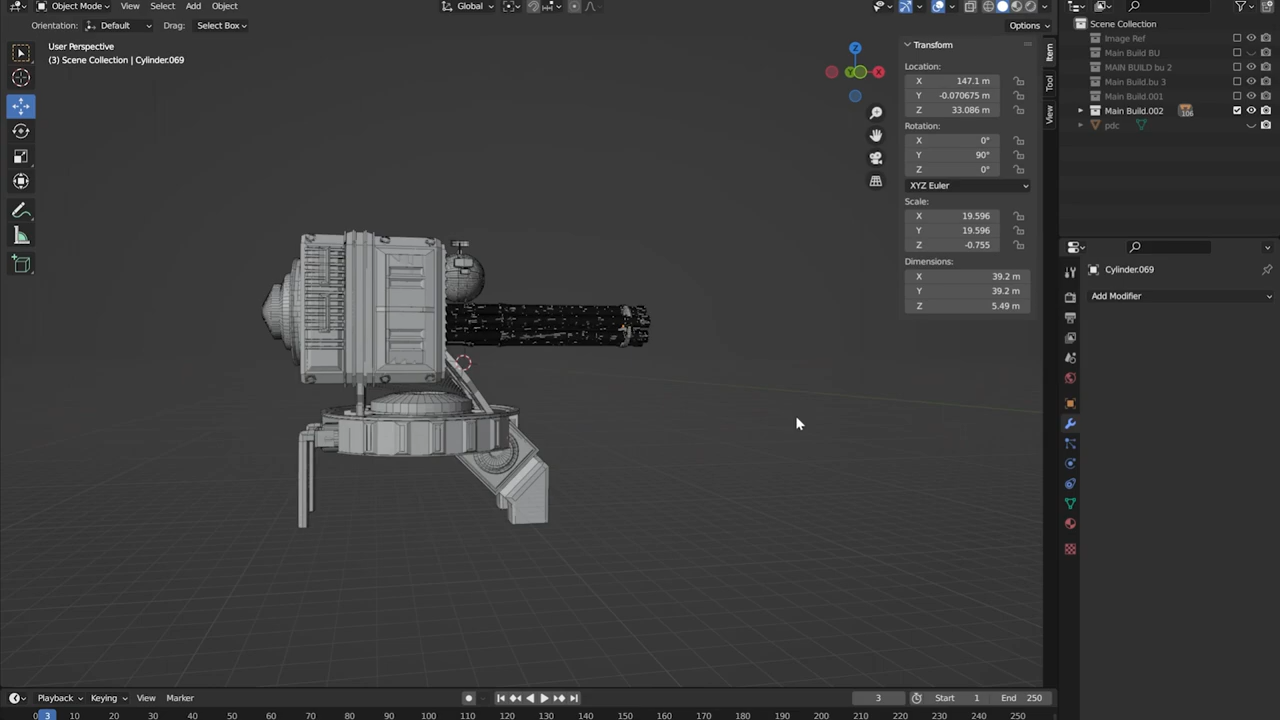 Object Mode View Select Add Object Global
Orientation: Default Drag: Select Box Options
User Perspective
(3) Scene Collection | Cylinder.069
Z
Y
X
Transform
Location:
X 147.1 m
Y -0.070675 m
Z 33.086 m
Rotation:
X 0°
Y 90°
Z 0°
XYZ Euler
Scale:
X 19.596
Y 19.596
Z -0.755
Dimensions:
X 39.2 m
Y 39.2 m
Z 5.49 m
Item
Tool
View
Scene Collection
Image Ref
Main Build BU
MAIN BUILD bu 2
Main Build.bu 3
Main Build.001
Main Build.002 106
pdc
Cylinder.069
Add Modifier
Playback Keying View Marker 3 Start 1 End 250
0 3 10 20 30 40 50 60 70 80 90 100 110 120 130 140 150 160 170 180 190 200 210 220 230 240 250